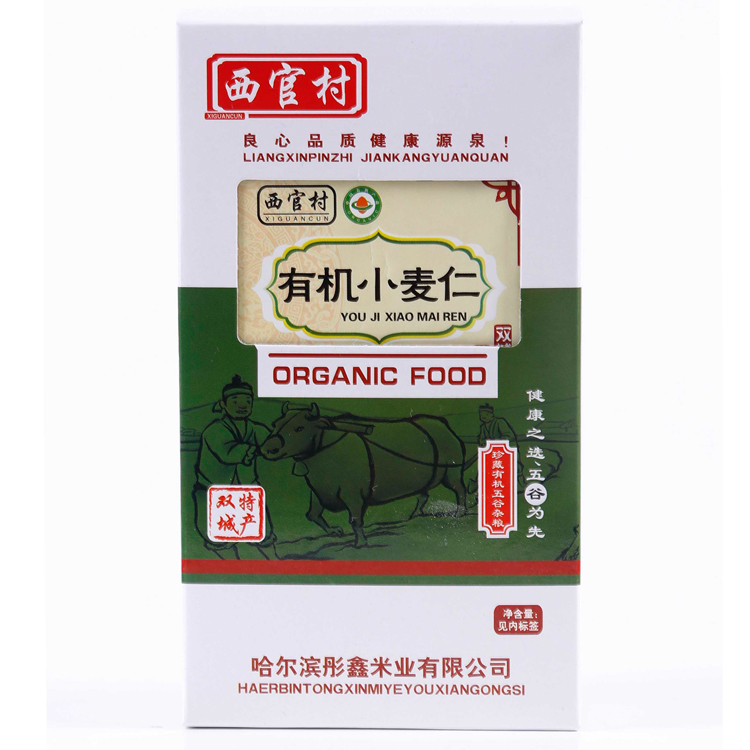 西官村
XIGUANCUN
良心品质健康源泉!
LIANGXINPINZHI JIANKANGYUANQUAN
西官村
XIGUANCUN
有机小麦仁
YOU JI XIAO MAI REN
双
ORGANIC FOOD
健康之选、五谷为先
珍藏有机五谷杂粮
双城特产
净含量:
见内标签
哈尔滨彤鑫米业有限公司
HAERBINTONGXINMIYEYOUXIANGONGSI